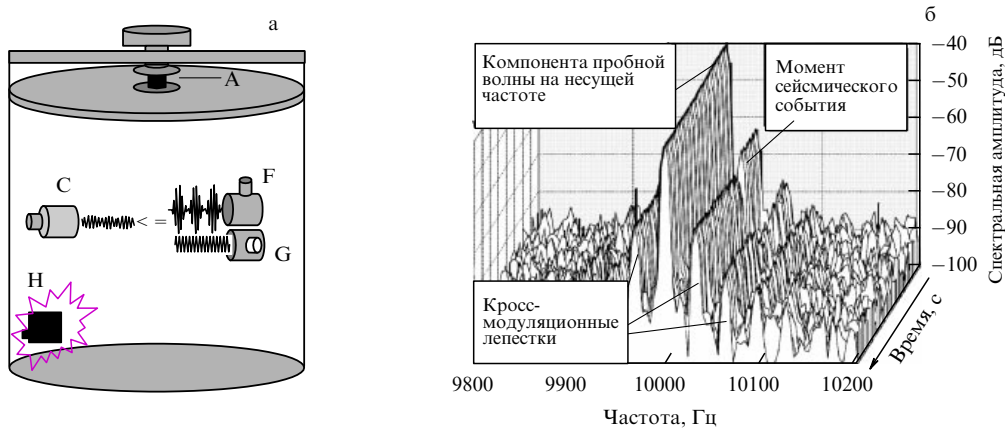 а
A
C
F
< =
G
H
б
Компонента пробной
волны на несущей
частоте
Момент
сейсмического
события
Кросс-
модуляционные
лепестки
−40
−50
−60
−70
−80
−90
−100
Спектральная амплитуда, дБ
Время, с
9800 9900 10000 10100 10200
Частота, Гц